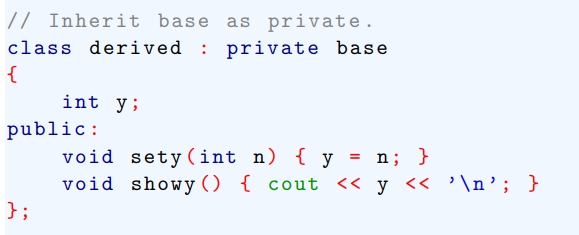 // Inherit base as private.
class derived : private base
{
    int y;
public:
    void sety(int n) { y = n; }
    void showy() { cout << y << ’\n’; }
};